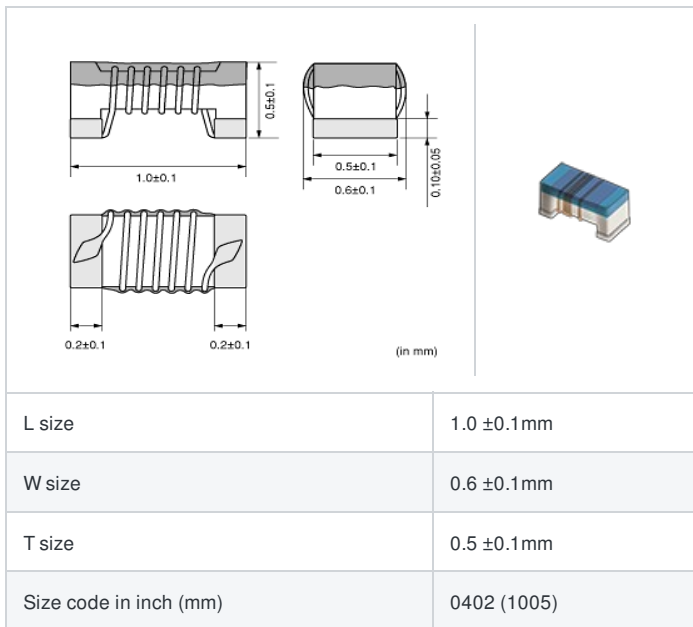 0.5±0.1
1.0±0.1
0.5±0.1
0.6±0.1
0.10±0.05
0.2±0.1
0.2±0.1
(in mm)
L size 1.0 ±0.1mm
W size 0.6 ±0.1mm
T size 0.5 ±0.1mm
Size code in inch (mm) 0402 (1005)